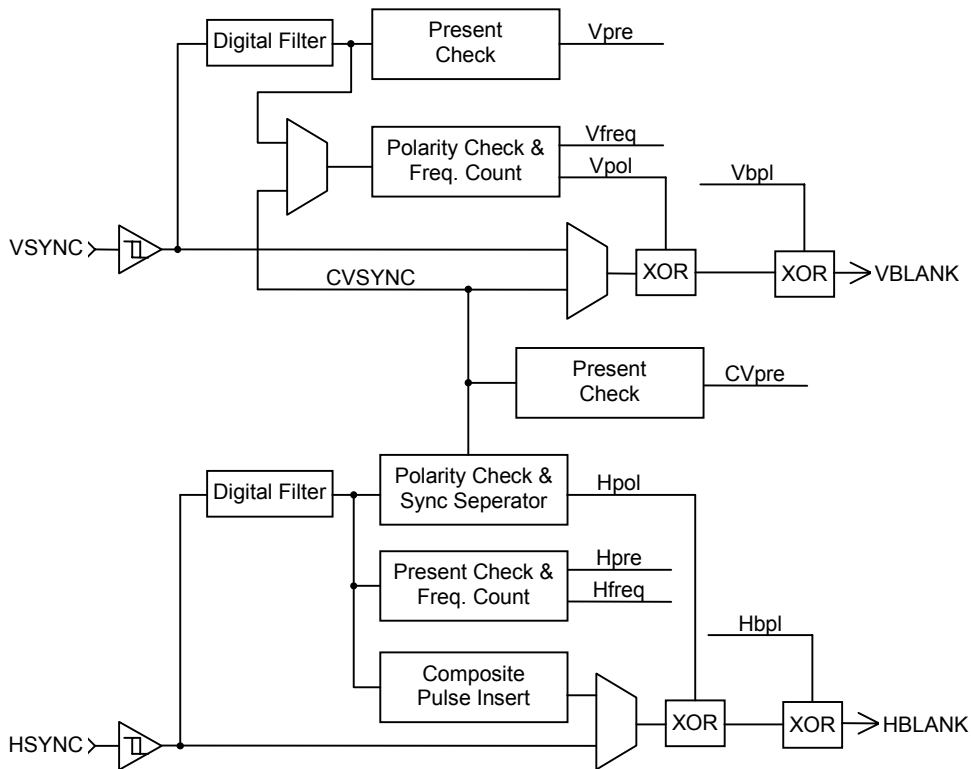 Digital Filter
Present
Check
Vpre
Polarity Check &
Freq. Count
Vfreq
Vpol
Vbpl
VSYNC
CVSYNC
XOR
XOR
VBLANK
Present
Check
CVpre
Digital Filter
Polarity Check &
Sync Seperator
Hpol
Present Check &
Freq. Count
Hpre
Hfreq
Hbpl
Composite
Pulse Insert
HSYNC
XOR
XOR
HBLANK